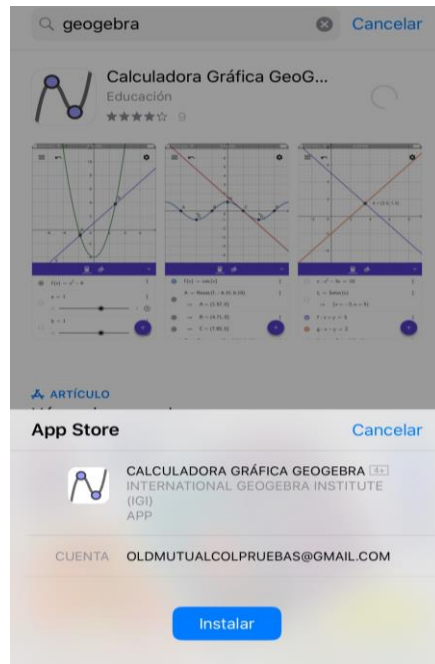 geogebra
Cancelar
Calculadora Gráfica GeoG...
Educación
9
ARTÍCULO
App Store
Cancelar
CALCULADORA GRÁFICA GEOGEBRA 4+
INTERNATIONAL GEOGEBRA INSTITUTE
(IGI)
APP
CUENTA OLDMUTUALCOLPRUEBAS@GMAIL.COM
Instalar